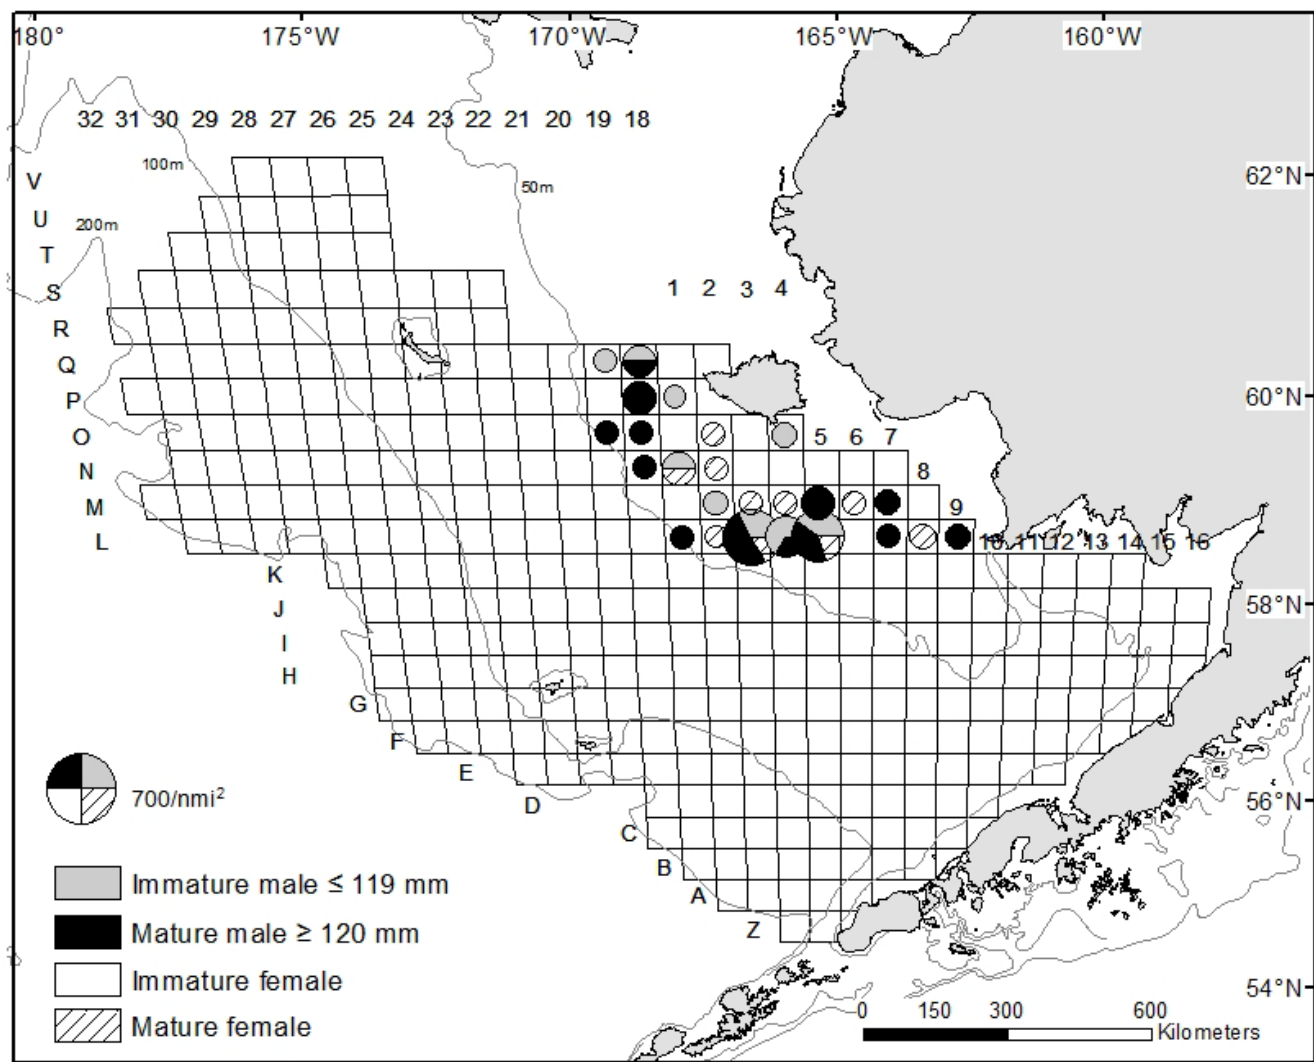 180° 175°W 170°W 165°W 160°W
32 31 30 29 28 27 26 25 24 23 22 21 20 19 18
100m
62°N
V
50m
U
200m
T
1 2 3 4
S
R
Q
60°N
P
O
5 6 7
N
8
M
9
L
10 11 12 13 14 15 16
K
58°N
J
I
H
G
F
E
700/nmi²
D
56°N
C
B
Immature male ≤ 119 mm
A
Mature male ≥ 120 mm
Z
Immature female
54°N
Mature female
0 150 300 600
Kilometers